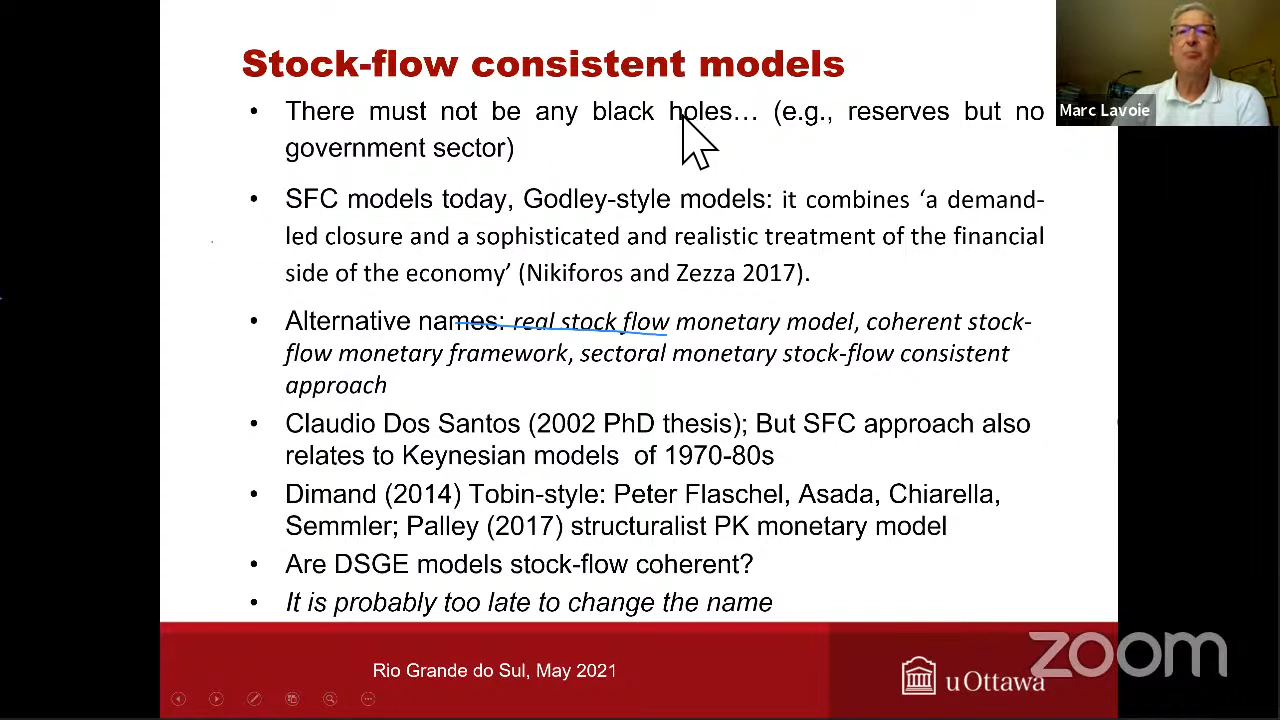 Stock-flow consistent models
Marc Lavoie
• There must not be any black holes… (e.g., reserves but no
government sector)
• SFC models today, Godley-style models: it combines ‘a demand-
led closure and a sophisticated and realistic treatment of the financial
side of the economy’ (Nikiforos and Zezza 2017).
• Alternative names: real stock flow monetary model, coherent stock-
flow monetary framework, sectoral monetary stock-flow consistent
approach
• Claudio Dos Santos (2002 PhD thesis); But SFC approach also
relates to Keynesian models of 1970-80s
• Dimand (2014) Tobin-style: Peter Flaschel, Asada, Chiarella,
Semmler; Palley (2017) structuralist PK monetary model
• Are DSGE models stock-flow coherent?
• It is probably too late to change the name
Rio Grande do Sul, May 2021
uOttawa
zoom